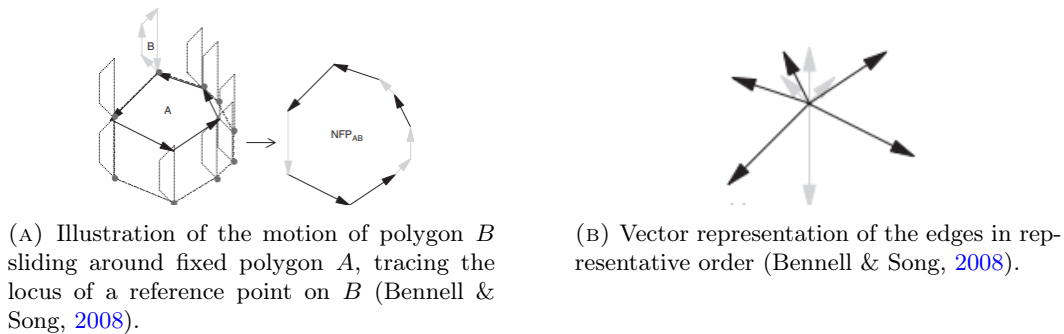 B
A
NFP_AB
(A) Illustration of the motion of polygon B
sliding around fixed polygon A, tracing the
locus of a reference point on B (Bennell &
Song, 2008).
(B) Vector representation of the edges in rep-
resentative order (Bennell & Song, 2008).